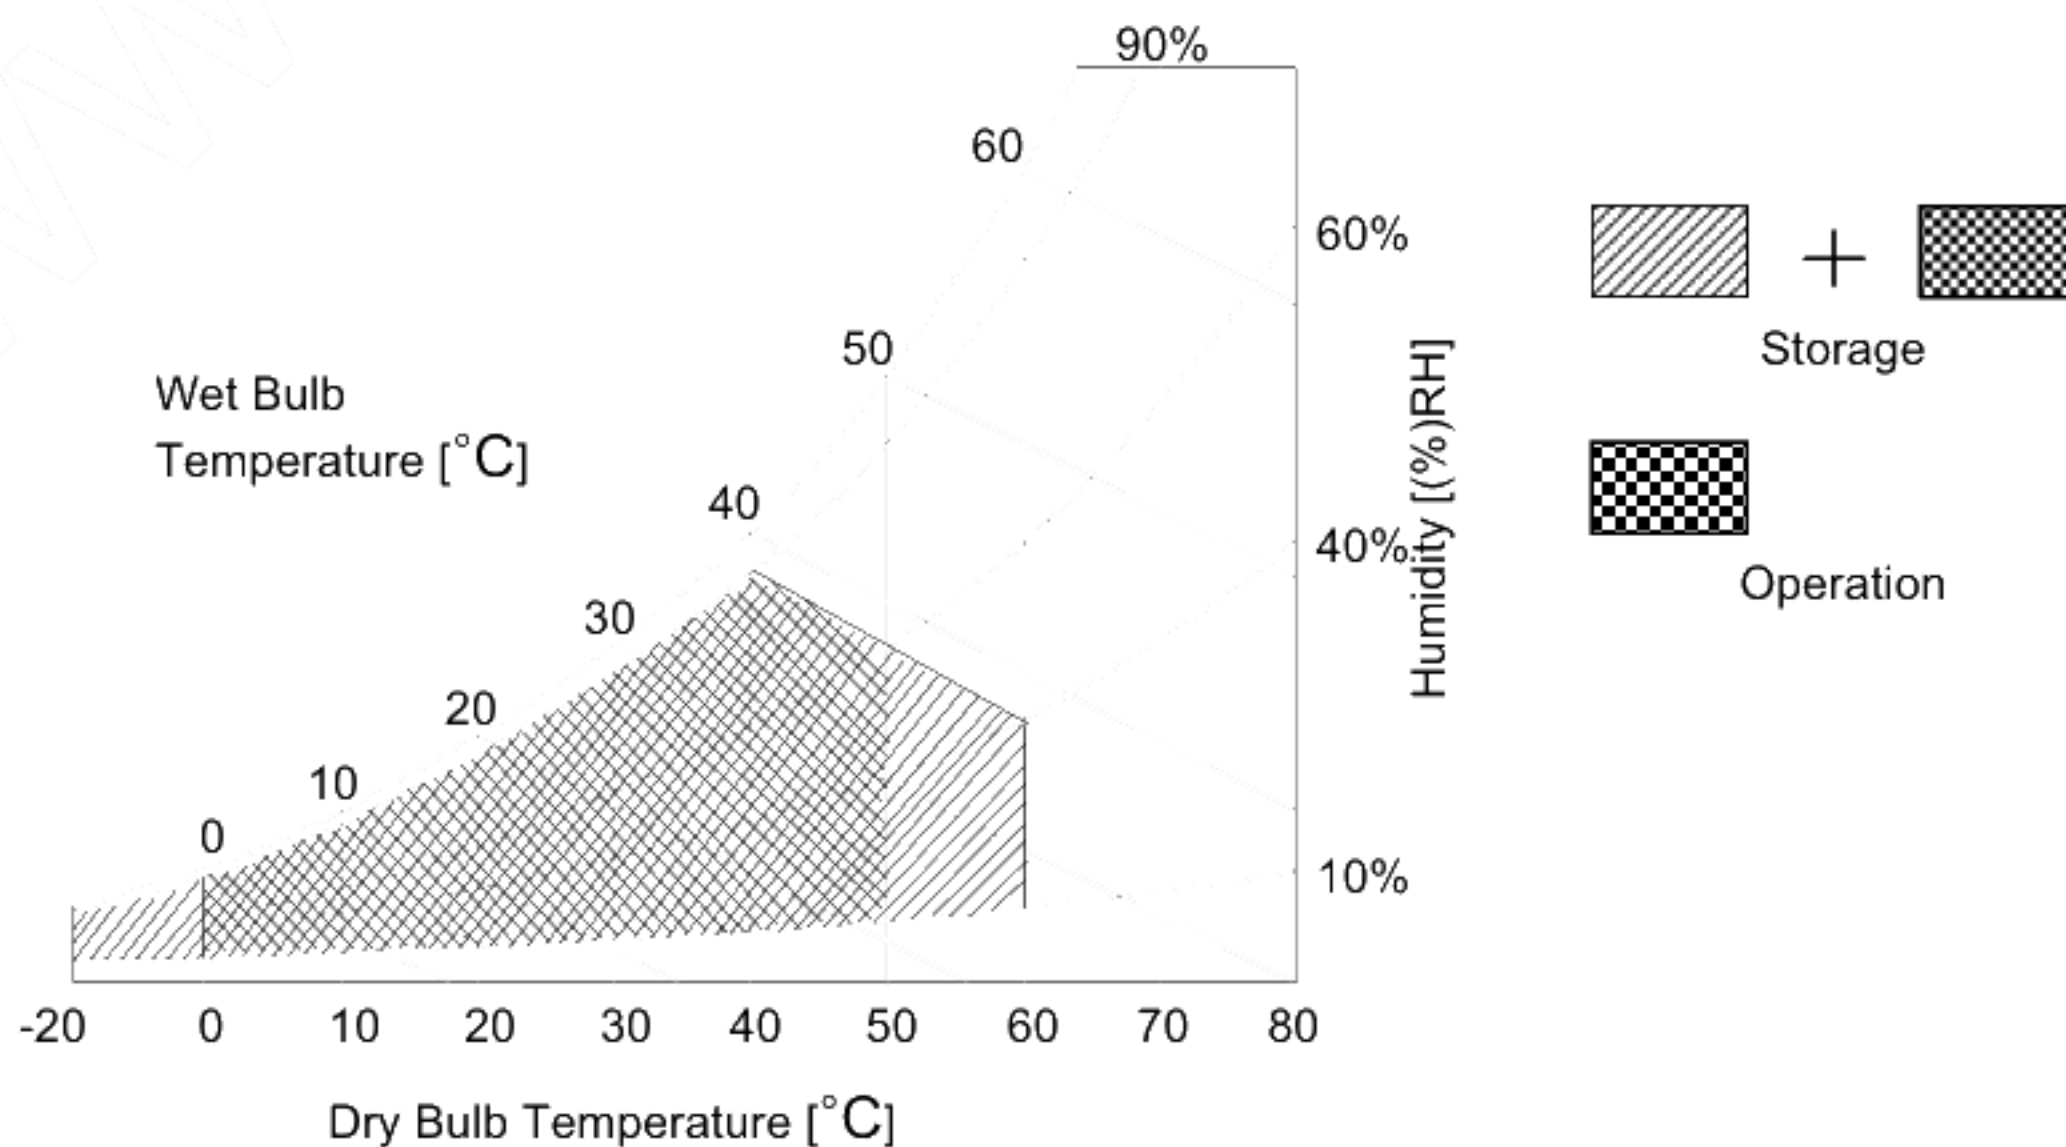 90%
60
60%
50
Storage
Wet Bulb
Temperature [°C]
40
40%
Humidity [(%)RH]
Operation
30
20
10
10%
0
-20 0 10 20 30 40 50 60 70 80
Dry Bulb Temperature [°C]